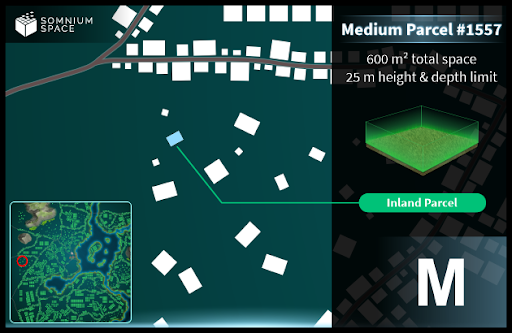 SOMNIUM
SPACE
Medium Parcel #1557
600 m² total space
25 m height & depth limit
Inland Parcel
M